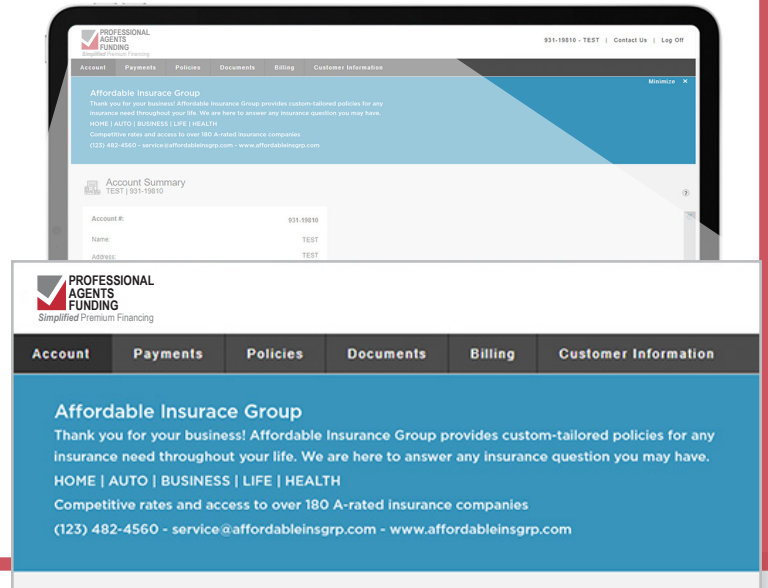 PROFESSIONAL
AGENTS
FUNDING
Simplified Premium Financing
931-19810 - TEST | Contact Us | Log Off
Account Payments Policies Documents Billing Customer Information
Minimize ×
Affordable Insurace Group
Thank you for your business! Affordable Insurance Group provides custom-tailored policies for any
insurance need throughout your life. We are here to answer any insurance question you may have.
HOME | AUTO | BUSINESS | LIFE | HEALTH
Competitive rates and access to over 180 A-rated insurance companies
(123) 482-4560 - service@affordableinsgrp.com - www.affordableinsgrp.com
Account Summary
TEST | 931-19810
?
Account #: 931-19810
Name: TEST
Address: TEST
PROFESSIONAL
AGENTS
FUNDING
Simplified Premium Financing
Account Payments Policies Documents Billing Customer Information
Affordable Insurace Group
Thank you for your business! Affordable Insurance Group provides custom-tailored policies for any
insurance need throughout your life. We are here to answer any insurance question you may have.
HOME | AUTO | BUSINESS | LIFE | HEALTH
Competitive rates and access to over 180 A-rated insurance companies
(123) 482-4560 - service@affordableinsgrp.com - www.affordableinsgrp.com